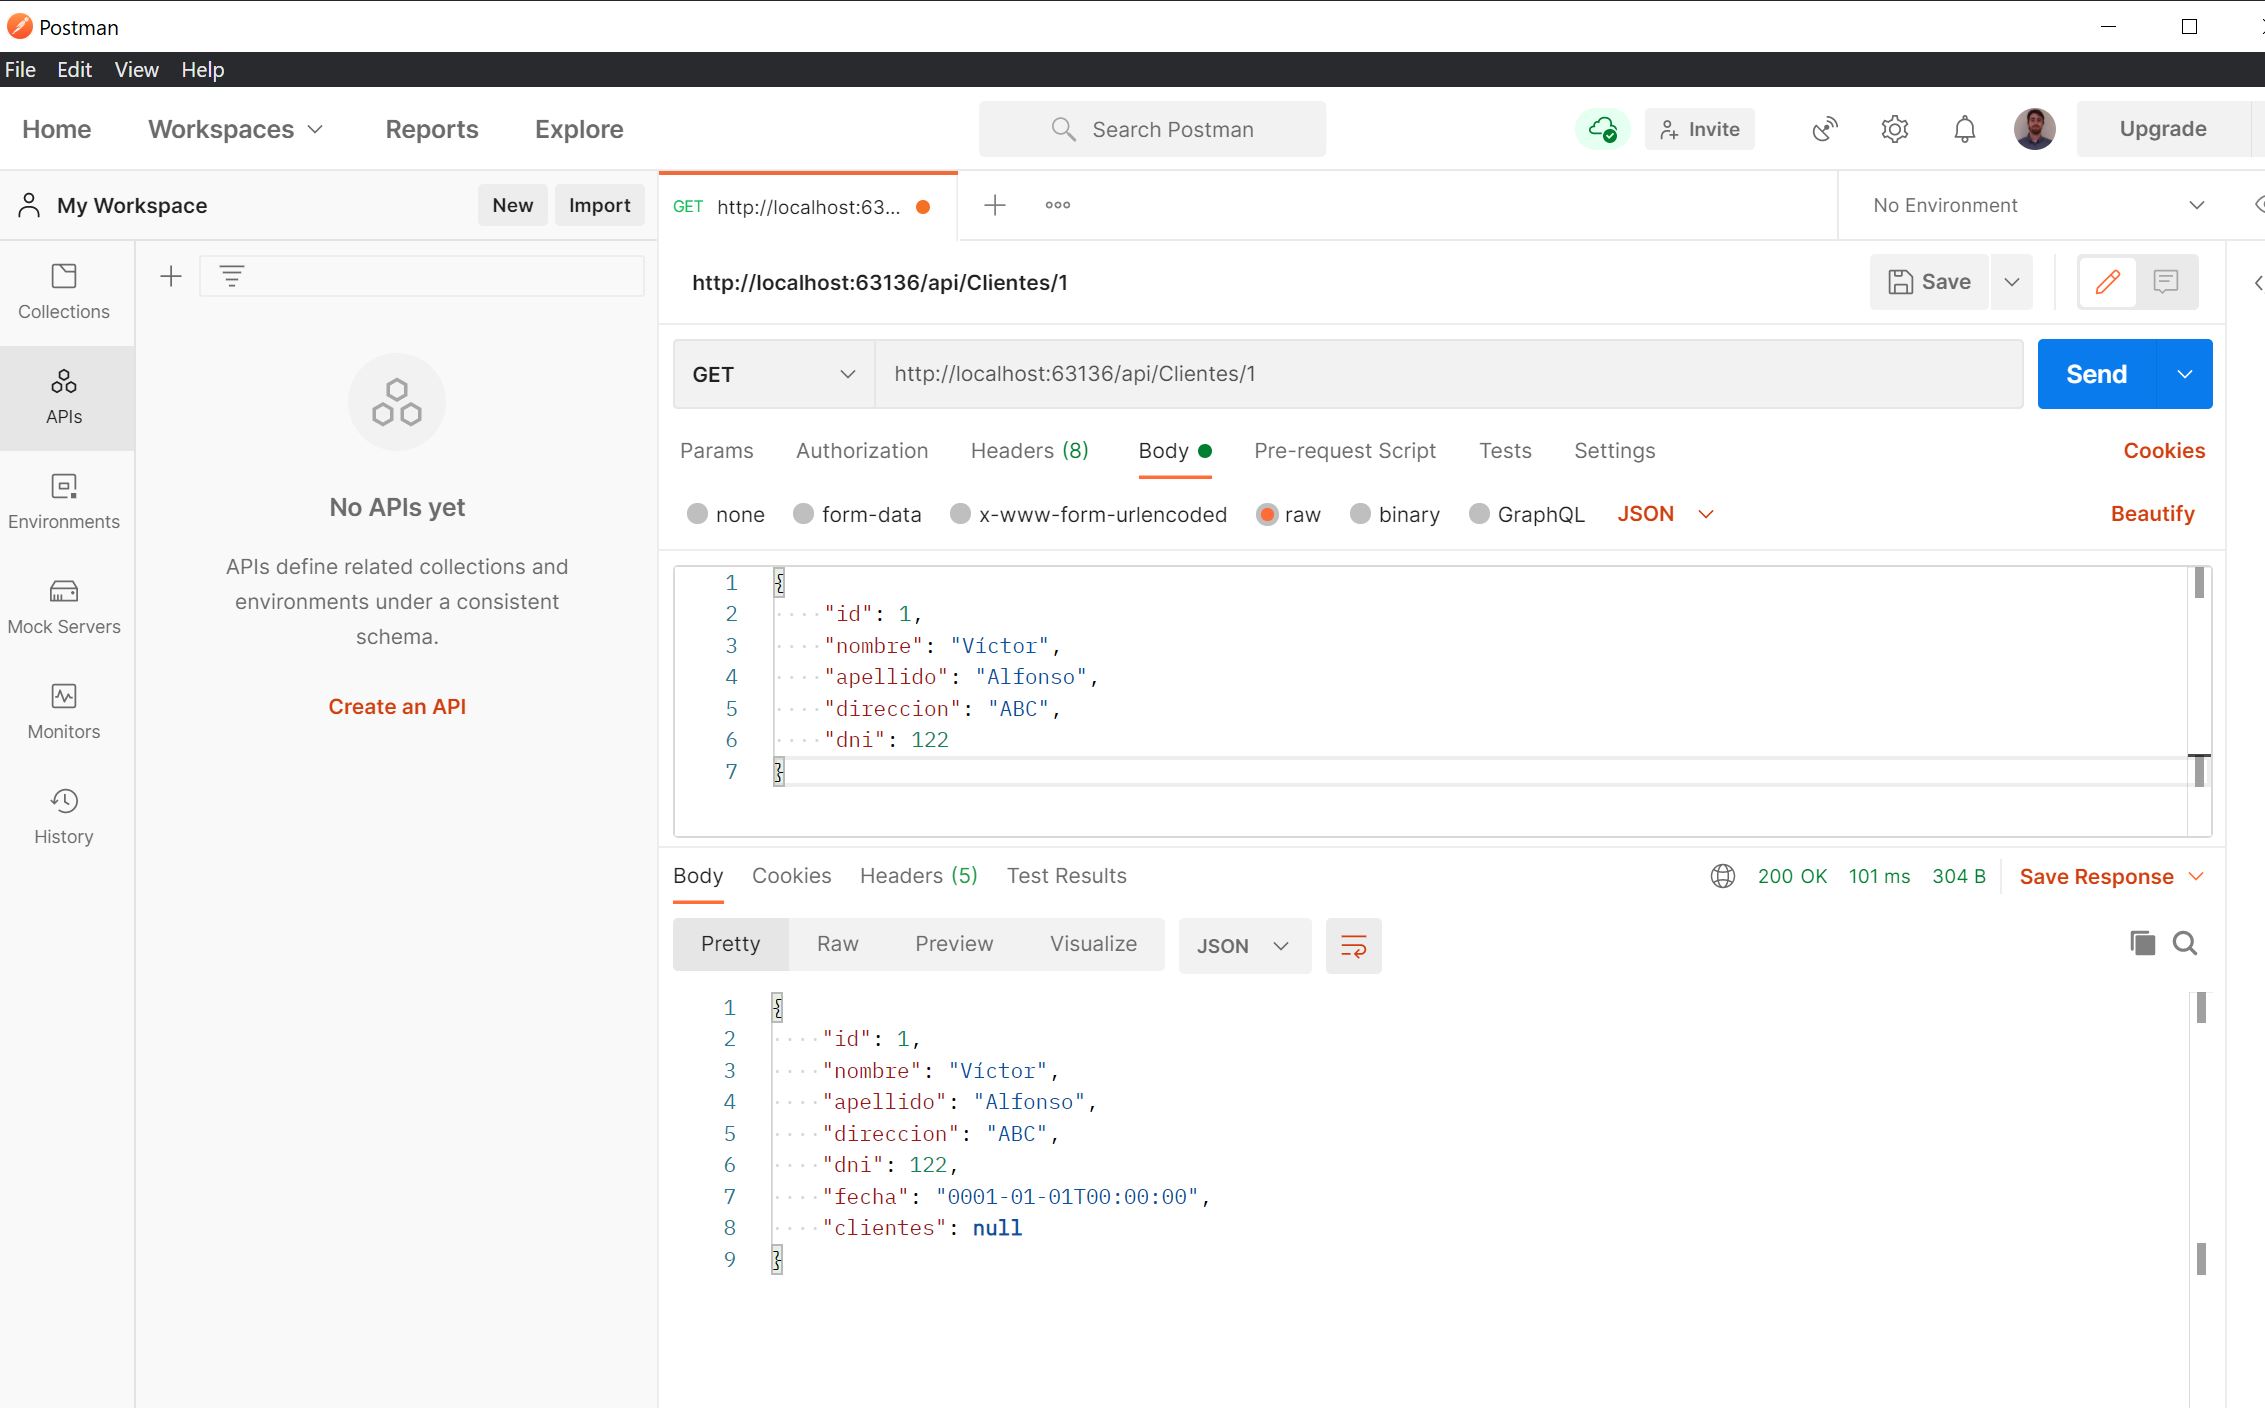 Postman
File Edit View Help
Home Workspaces Reports Explore Search Postman Invite Upgrade
My Workspace New Import GET http://localhost:63... No Environment
http://localhost:63136/api/Clientes/1 Save
Collections
APIs
Environments
Mock Servers
Monitors
History
No APIs yet
APIs define related collections and
environments under a consistent
schema.
Create an API
GET http://localhost:63136/api/Clientes/1 Send
Params Authorization Headers (8) Body Pre-request Script Tests Settings Cookies
none form-data x-www-form-urlencoded raw binary GraphQL JSON Beautify
1 {
2 "id": 1,
3 "nombre": "Víctor",
4 "apellido": "Alfonso",
5 "direccion": "ABC",
6 "dni": 122
7 }
Body Cookies Headers (5) Test Results 200 OK 101 ms 304 B Save Response
Pretty Raw Preview Visualize JSON
1 {
2 "id": 1,
3 "nombre": "Víctor",
4 "apellido": "Alfonso",
5 "direccion": "ABC",
6 "dni": 122,
7 "fecha": "0001-01-01T00:00:00",
8 "clientes": null
9 }